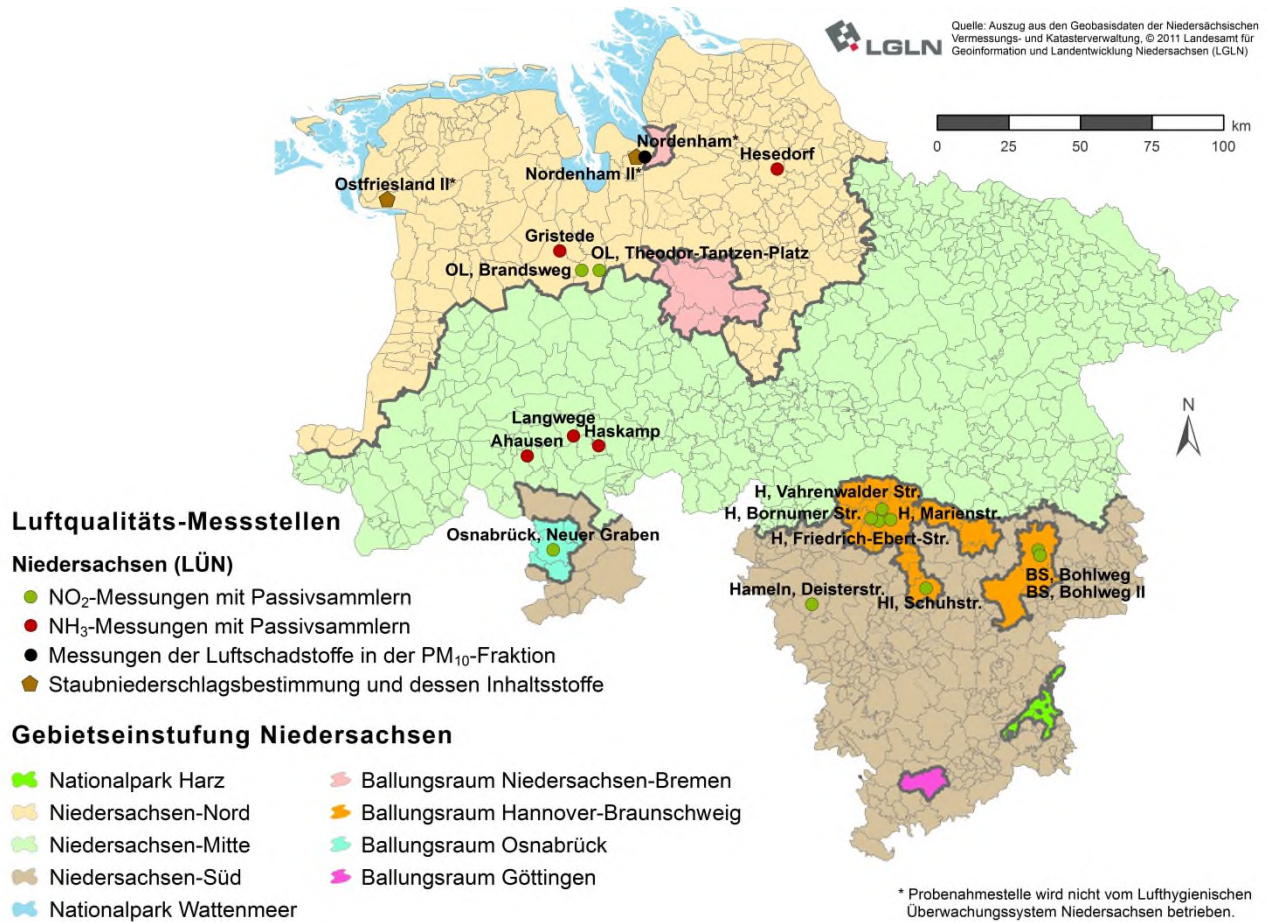 LGLN
Quelle: Auszug aus den Geobasisdaten der Niedersächsischen
Vermessungs- und Katasterverwaltung, © 2011 Landesamt für
Geoinformation und Landentwicklung Niedersachsen (LGLN)
km
0 25 50 75 100
Nordenham*
Hesedorf
Nordenham II*
Ostfriesland II*
Gristede
OL, Theodor-Tantzen-Platz
OL, Brandsweg
N
Langwege
Haskamp
Ahausen
H, Vahrenwalder Str.
H, Bornumer Str.
H, Marienstr.
H, Friedrich-Ebert-Str.
Osnabrück, Neuer Graben
BS, Bohlweg
BS, Bohlweg II
Hameln, Deisterstr.
HI, Schuhstr.
Luftqualitäts-Messstellen
Niedersachsen (LÜN)
NO₂-Messungen mit Passivsammlern
NH₃-Messungen mit Passivsammlern
Messungen der Luftschadstoffe in der PM₁₀-Fraktion
Staubniederschlagsbestimmung und dessen Inhaltsstoffe
Gebietseinstufung Niedersachsen
Nationalpark Harz
Niedersachsen-Nord
Niedersachsen-Mitte
Niedersachsen-Süd
Nationalpark Wattenmeer
Ballungsraum Niedersachsen-Bremen
Ballungsraum Hannover-Braunschweig
Ballungsraum Osnabrück
Ballungsraum Göttingen
* Probenahmestelle wird nicht vom Lufthygienischen
Überwachungssystem Niedersachsen betrieben.